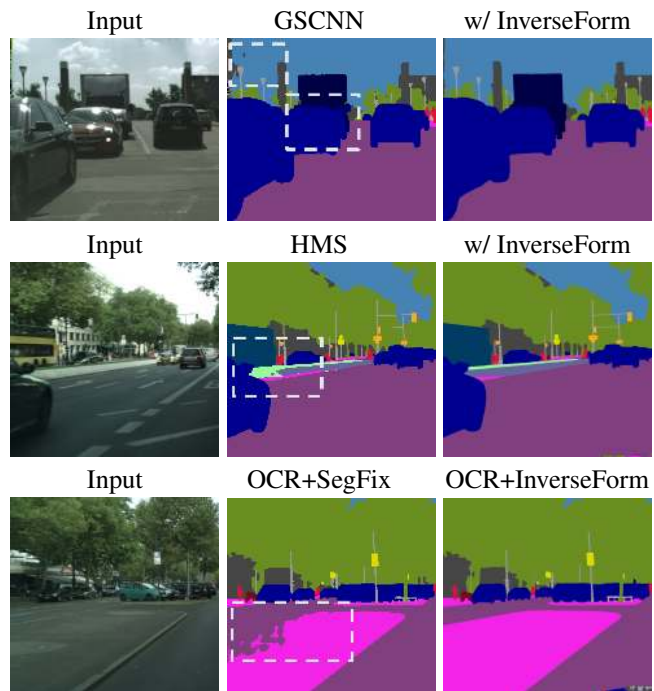 Input GSCNN w/ InverseForm
Input HMS w/ InverseForm
Input OCR+SegFix OCR+InverseForm